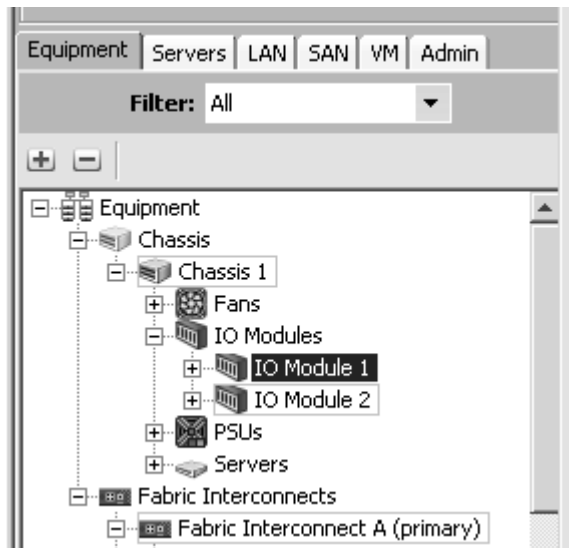 Equipment Servers LAN SAN VM Admin
Filter: All
Equipment
Chassis
Chassis 1
Fans
IO Modules
IO Module 1
IO Module 2
PSUs
Servers
Fabric Interconnects
Fabric Interconnect A (primary)